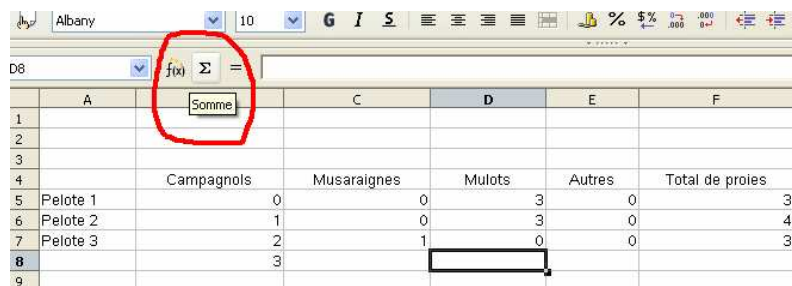 Albany 10 G I S % $% .000 .000
D8 f(x) Σ =
Somme
A C D E F
1
2
3
4 Campagnols Musaraignes Mulots Autres Total de proies
5 Pelote 1 0 0 3 0 3
6 Pelote 2 1 0 3 0 4
7 Pelote 3 2 1 0 0 3
8 3
9